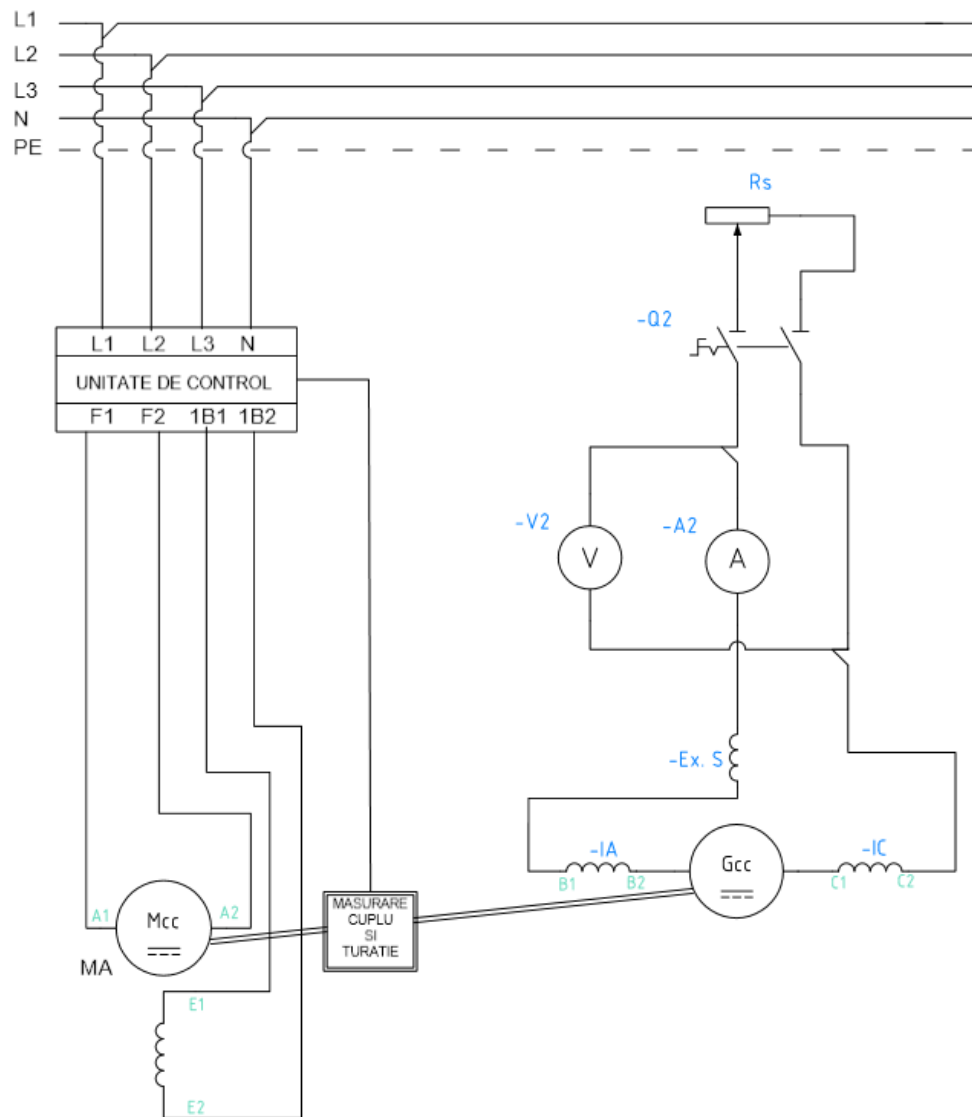 L1
L2
L3
N
PE
Rs
-Q2
L1 L2 L3 N
UNITATE DE CONTROL
F1 F2 1B1 1B2
-V2
-A2
V
A
-Ex. S
-IA
Gcc
-IC
B1 B2
C1 C2
A1
Mcc
A2
MASURARE
CUPLU
SI
TURATIE
MA
E1
E2